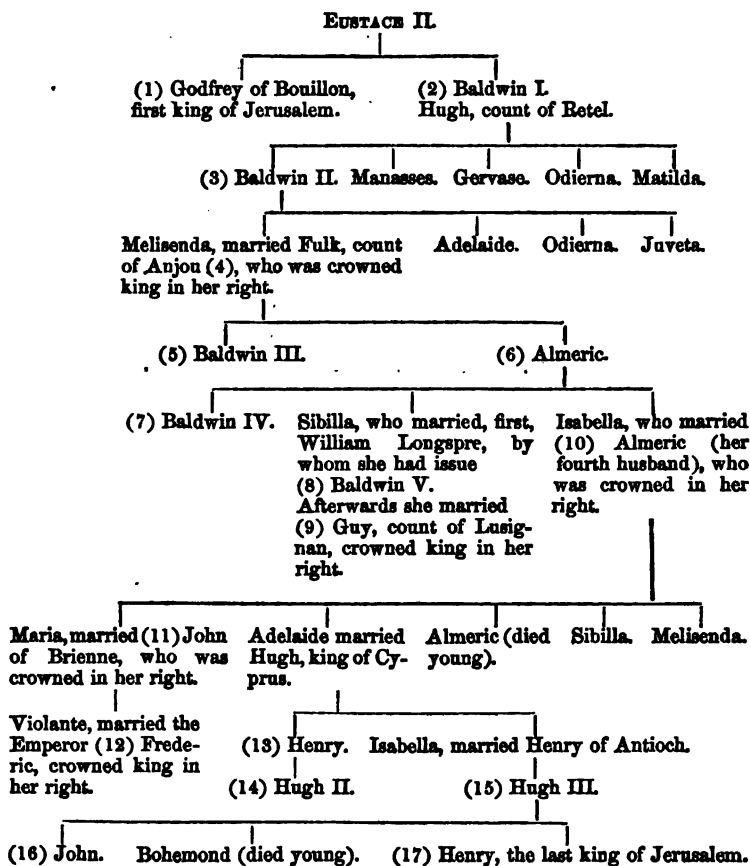 EUSTACE II.
(1) Godfrey of Bouillon,
first king of Jerusalem.
(2) Baldwin I.
Hugh, count of Retel.
(3) Baldwin II. Manasses. Gervase. Odierna. Matilda.
Melisenda, married Fulk, count
of Anjou (4), who was crowned
king in her right.
Adelaide. Odierna. Juveta.
(5) Baldwin III. (6) Almeric.
(7) Baldwin IV.
Sibilla, who married, first,
William Longspre, by
whom she had issue
(8) Baldwin V.
Afterwards she married
(9) Guy, count of Lusig-
nan, crowned king in her
right.
Isabella, who married
(10) Almeric (her
fourth husband), who
was crowned in her
right.
Maria, married (11) John
of Brienne, who was
crowned in her right.
Adelaide married
Hugh, king of Cy-
prus.
Almeric (died
young).
Sibilla. Melisenda.
Violante, married the
Emperor (12) Frede-
ric, crowned king in
her right.
(13) Henry. Isabella, married Henry of Antioch.
(14) Hugh II. (15) Hugh III.
(16) John. Bohemond (died young). (17) Henry, the last king of Jerusalem.